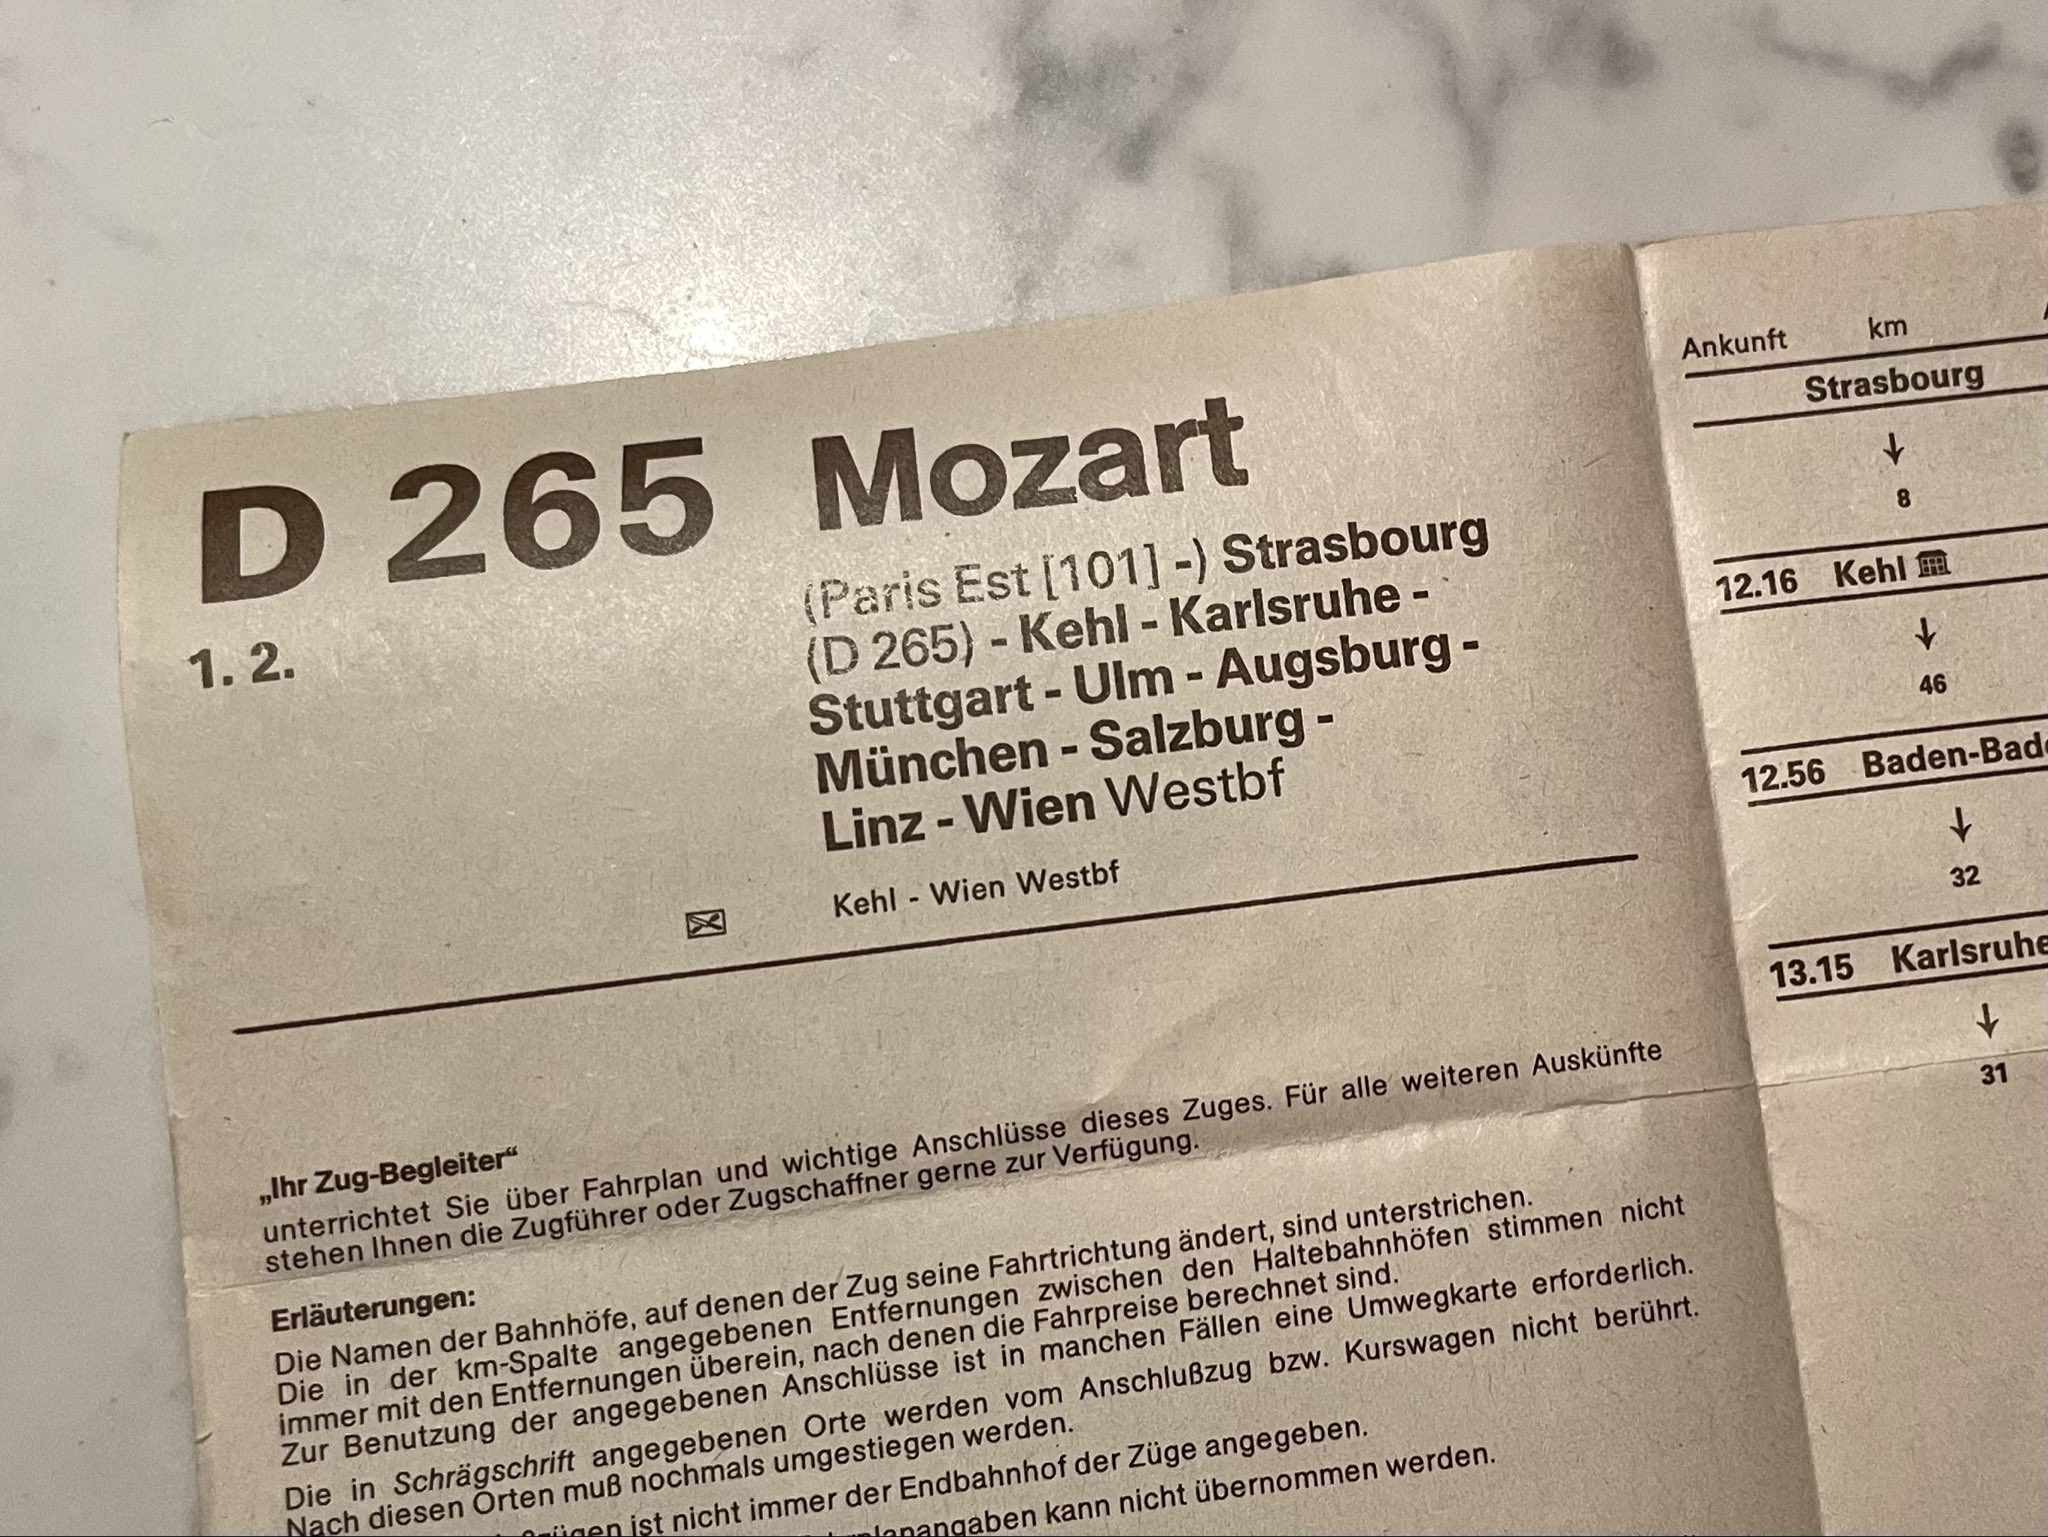 D 265 Mozart
1. 2.
(Paris Est [101] -) Strasbourg
(D 265) - Kehl - Karlsruhe -
Stuttgart - Ulm - Augsburg -
München - Salzburg -
Linz - Wien Westbf
Kehl - Wien Westbf
„Ihr Zug-Begleiter“
unterrichtet Sie über Fahrplan und wichtige Anschlüsse dieses Zuges. Für alle weiteren Auskünfte
stehen Ihnen die Zugführer oder Zugschaffner gerne zur Verfügung.
Erläuterungen:
Die Namen der Bahnhöfe, auf denen der Zug seine Fahrtrichtung ändert, sind unterstrichen.
Die in der km-Spalte angegebenen Entfernungen zwischen den Haltebahnhöfen stimmen nicht
immer mit den Entfernungen überein, nach denen die Fahrpreise berechnet sind.
Zur Benutzung der angegebenen Anschlüsse ist in manchen Fällen eine Umwegkarte erforderlich.
Die in Schrägschrift angegebenen Orte werden vom Anschlußzug bzw. Kurswagen nicht berührt.
Nach diesen Orten muß nochmals umgestiegen werden.
ist nicht immer der Endbahnhof der Züge angegeben.
kann nicht übernommen werden.
Ankunft km
Strasbourg
↓
8
12.16 Kehl
↓
46
12.56
↓
32
13.15 Karlsruhe
↓
31